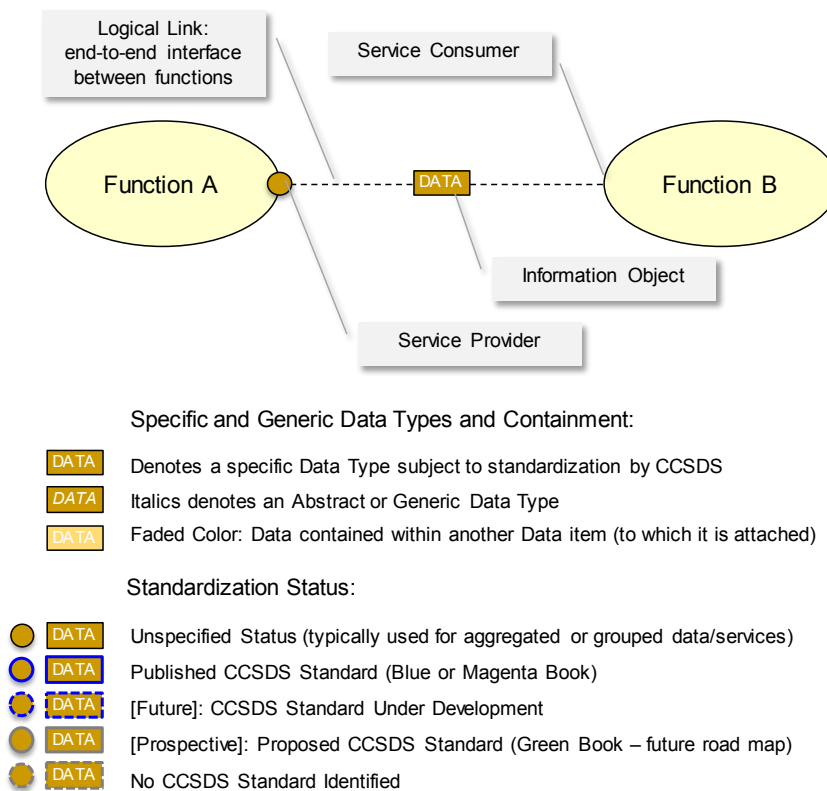 Logical Link:
end-to-end interface
between functions
Service Consumer
Function A
DATA
Function B
Information Object
Service Provider
Specific and Generic Data Types and Containment:
DATA Denotes a specific Data Type subject to standardization by CCSDS
DATA Italics denotes an Abstract or Generic Data Type
DATA Faded Color: Data contained within another Data item (to which it is attached)
Standardization Status:
DATA Unspecified Status (typically used for aggregated or grouped data/services)
DATA Published CCSDS Standard (Blue or Magenta Book)
DATA [Future]: CCSDS Standard Under Development
DATA [Prospective]: Proposed CCSDS Standard (Green Book – future road map)
DATA No CCSDS Standard Identified